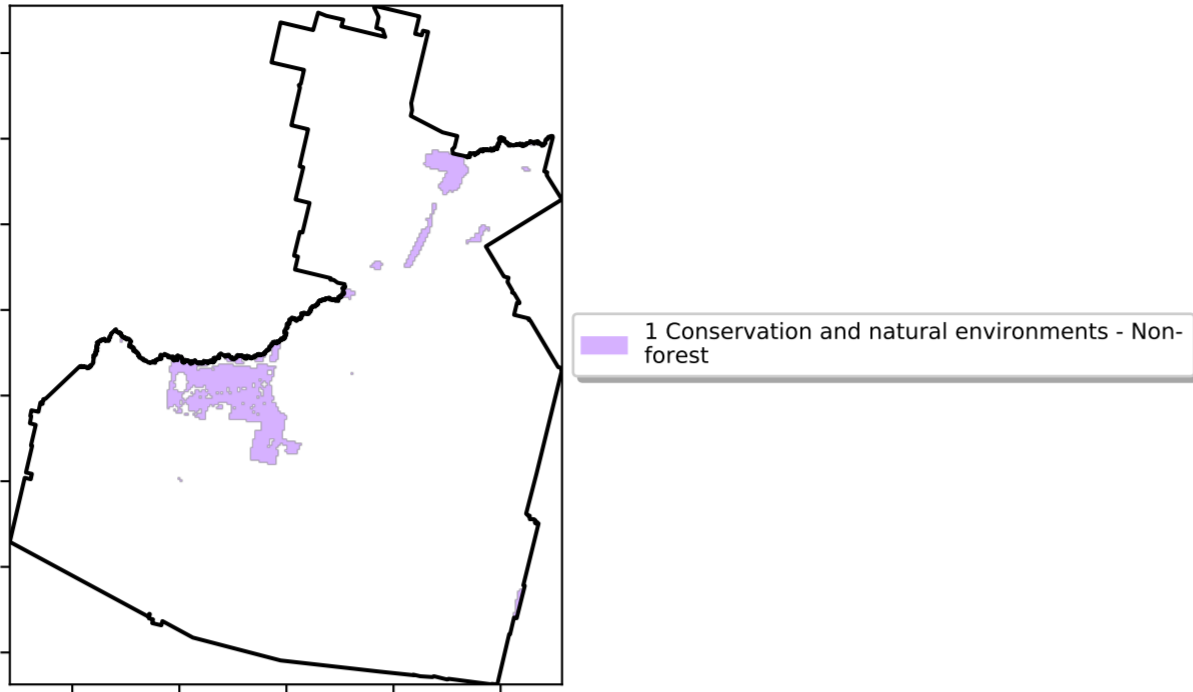 1 Conservation and natural environments - Non-
forest